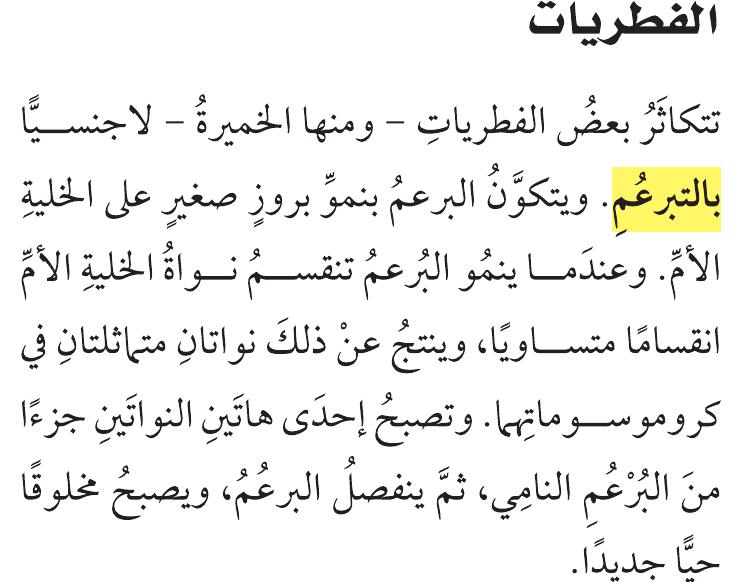 الفطريات
تتكاثَرُ بعضُ الفطرياتِ – ومنها الخميرةُ – لاجنسيًّا
بالتبرعُمِ. ويتكوَّنُ البرعمُ بنموِّ بروزٍ صغيرٍ على الخليةِ
الأمِّ. وعندَما ينمُو البُرعمُ تنقسمُ نواةُ الخليةِ الأمِّ
انقسامًا متساويًا، وينتجُ عنْ ذلكَ نواتانِ متماثلتانِ في
كروموسوماتِهما. وتصبحُ إحدَى هاتَينِ النواتَينِ جزءًا
منَ البُرْعُمِ النامِي، ثمَّ ينفصلُ البرعُمُ، ويصبحُ مخلوقًا
حيًّا جديدًا.